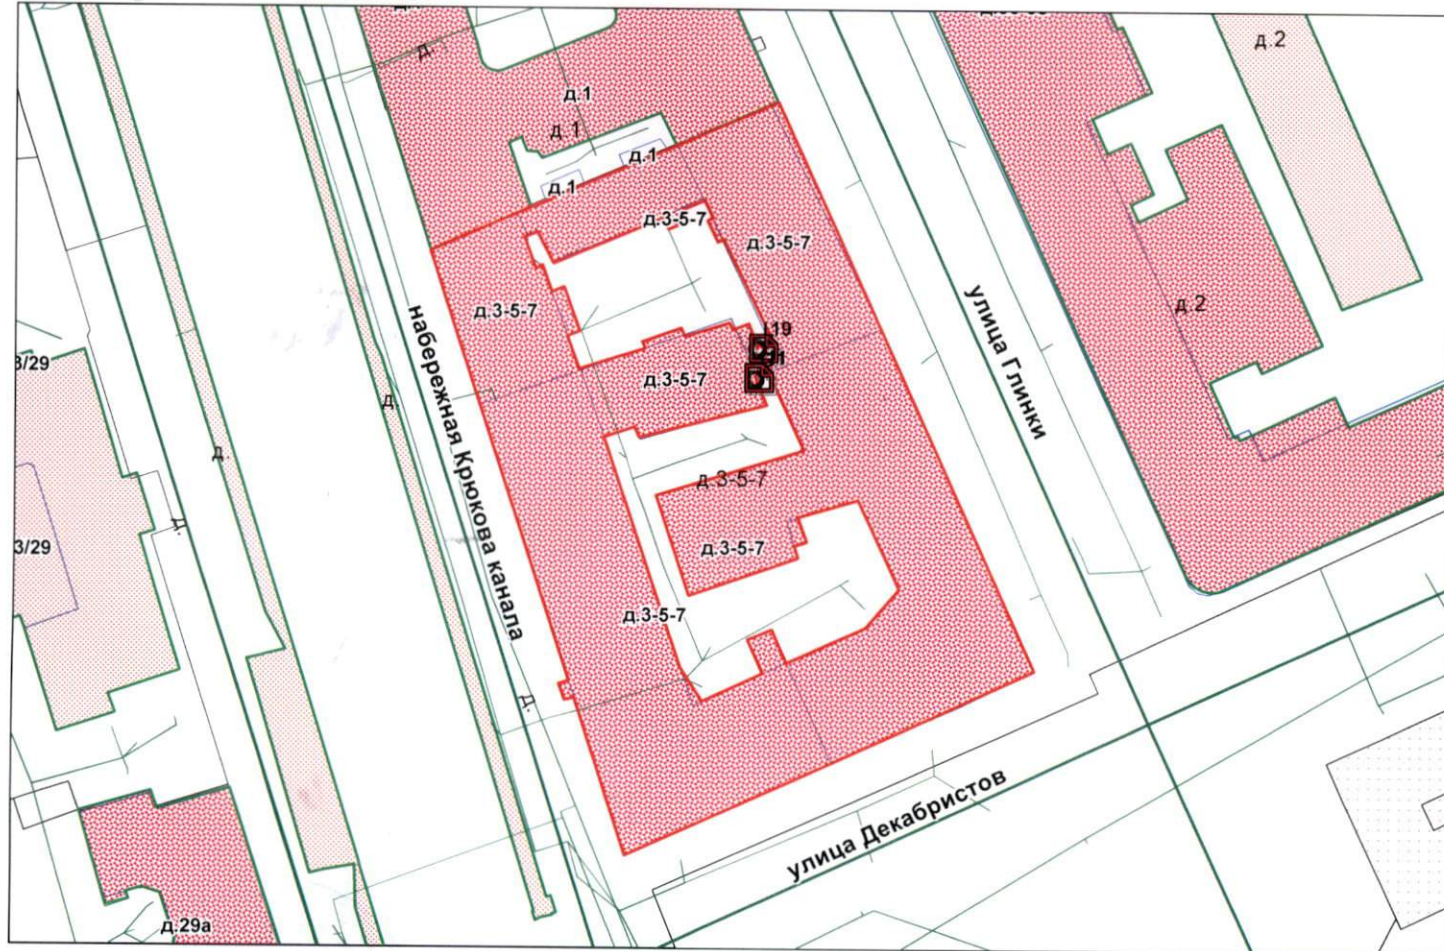 д.2
д.
д.1
д.1
д.1
д.1
д.3-5-7
д.3-5-7
д.3-5-7
д.2
19
улица Глинки
набережная Крюкова канала
3/29
д.3-5-7
д.
д.
д.3-5-7
д.
3/29
д.3-5-7
д.3-5-7
д.
улица Декабристов
д.29а